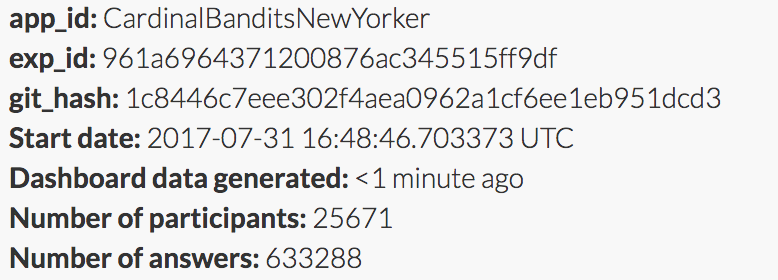 app_id: CardinalBanditsNewYorker
exp_id: 961a6964371200876ac345515ff9df
git_hash: 1c8446c7eee302f4aea0962a1cf6ee1eb951dcd3
Start date: 2017-07-31 16:48:46.703373 UTC
Dashboard data generated: <1 minute ago
Number of participants: 25671
Number of answers: 633288